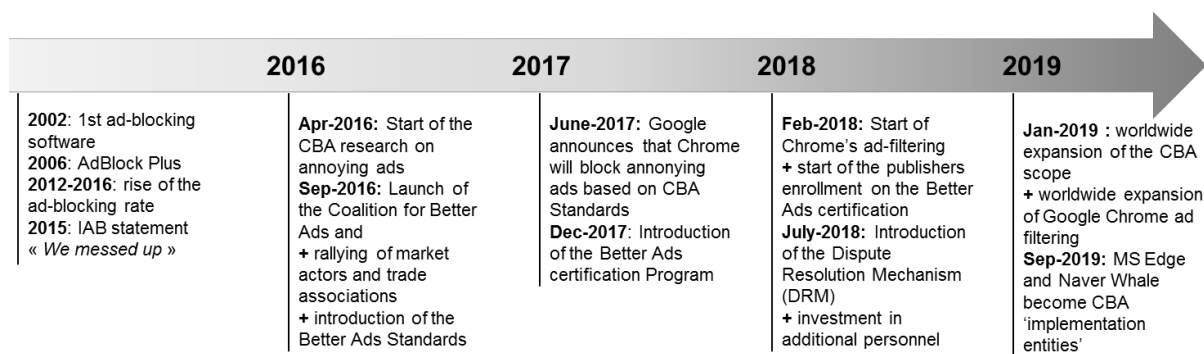 2016
2017
2018
2019
2002: 1st ad-blocking
software
2006: AdBlock Plus
2012-2016: rise of the
ad-blocking rate
2015: IAB statement
« We messed up »
Apr-2016: Start of the
CBA research on
annoying ads
Sep-2016: Launch of
the Coalition for Better
Ads and
+ rallying of market
actors and trade
associations
+ introduction of the
Better Ads Standards
June-2017: Google
announces that Chrome
will block annonying
ads based on CBA
Standards
Dec-2017: Introduction
of the Better Ads
certification Program
Feb-2018: Start of
Chrome's ad-filtering
+ start of the publishers
enrollment on the Better
Ads certification
July-2018: Introduction
of the Dispute
Resolution Mechanism
(DRM)
+ investment in
additional personnel
Jan-2019 : worldwide
expansion of the CBA
scope
+ worldwide expansion
of Google Chrome ad
filtering
Sep-2019: MS Edge
and Naver Whale
become CBA
'implementation
entities'